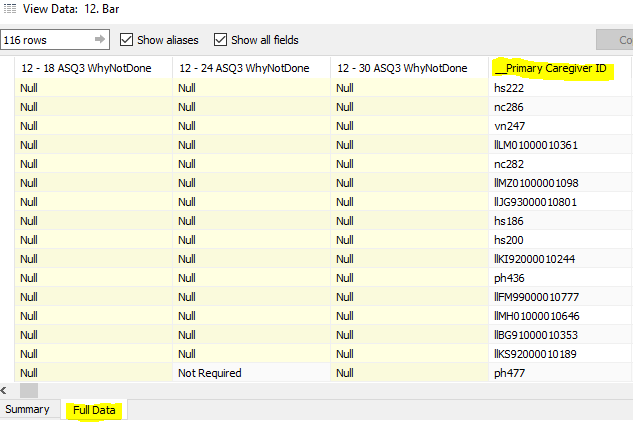 View Data: 12. Bar
116 rows Show aliases Show all fields Co
12 - 18 ASQ3 WhyNotDone 12 - 24 ASQ3 WhyNotDone 12 - 30 ASQ3 WhyNotDone __Primary Caregiver ID
Null Null Null hs222
Null Null Null nc286
Null Null Null vn247
Null Null Null llLM01000010361
Null Null Null nc282
Null Null Null llMZ01000001098
Null Null Null llJG93000010801
Null Null Null hs186
Null Null Null hs200
Null Null Null llKI92000010244
Null Null Null ph436
Null Null Null llFM99000010777
Null Null Null llMH01000010646
Null Null Null llBG91000010353
Null Null Null llKS92000010189
Null Not Required Null ph477
Summary Full Data